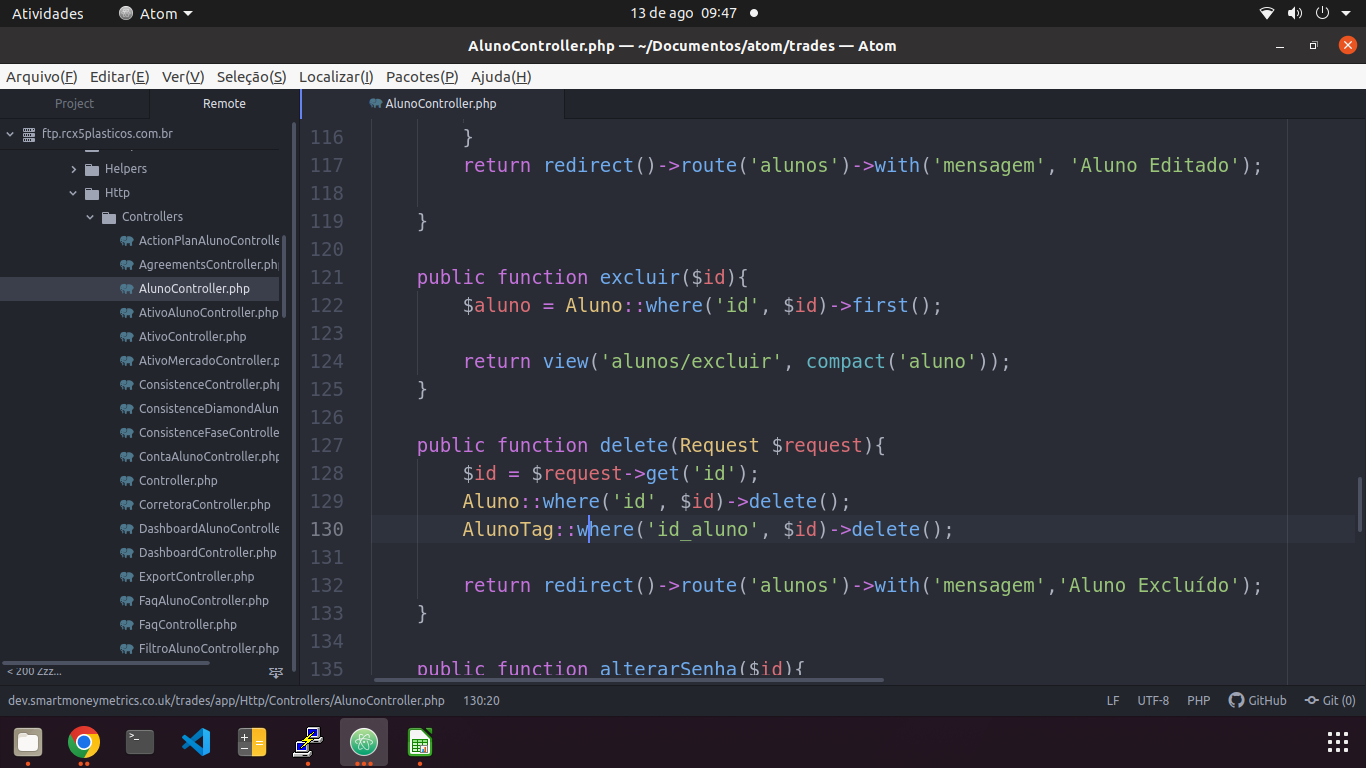 Atividades
Atom
13 de ago 09:47
AlunoController.php — ~/Documentos/atom/trades — Atom
Arquivo(F) Editar(E) Ver(V) Seleção(S) Localizar(I) Pacotes(P) Ajuda(H)
Project
Remote
AlunoController.php
ftp.rcx5plasticos.com.br
Helpers
Http
Controllers
ActionPlanAlunoControlle
AgreementsController.php
AlunoController.php
AtivoAlunoController.php
AtivoController.php
AtivoMercadoController.p
ConsistenceController.php
ConsistenceDiamondAlun
ConsistenceFaseControlle
ContaAlunoController.php
Controller.php
CorretoraController.php
DashboardAlunoControlle
DashboardController.php
ExportController.php
FaqAlunoController.php
FaqController.php
FiltroAlunoController.php
< 200 Zzz...
116 }
117 return redirect()->route('alunos')->with('mensagem', 'Aluno Editado');
118
119 }
120
121 public function excluir($id){
122 $aluno = Aluno::where('id', $id)->first();
123
124 return view('alunos/excluir', compact('aluno'));
125 }
126
127 public function delete(Request $request){
128 $id = $request->get('id');
129 Aluno::where('id', $id)->delete();
130 AlunoTag::where('id_aluno', $id)->delete();
131
132 return redirect()->route('alunos')->with('mensagem','Aluno Excluído');
133 }
134
135 public function alterarSenha($id){
dev.smartmoneymetrics.co.uk/trades/app/Http/Controllers/AlunoController.php 130:20 LF UTF-8 PHP GitHub Git (0)